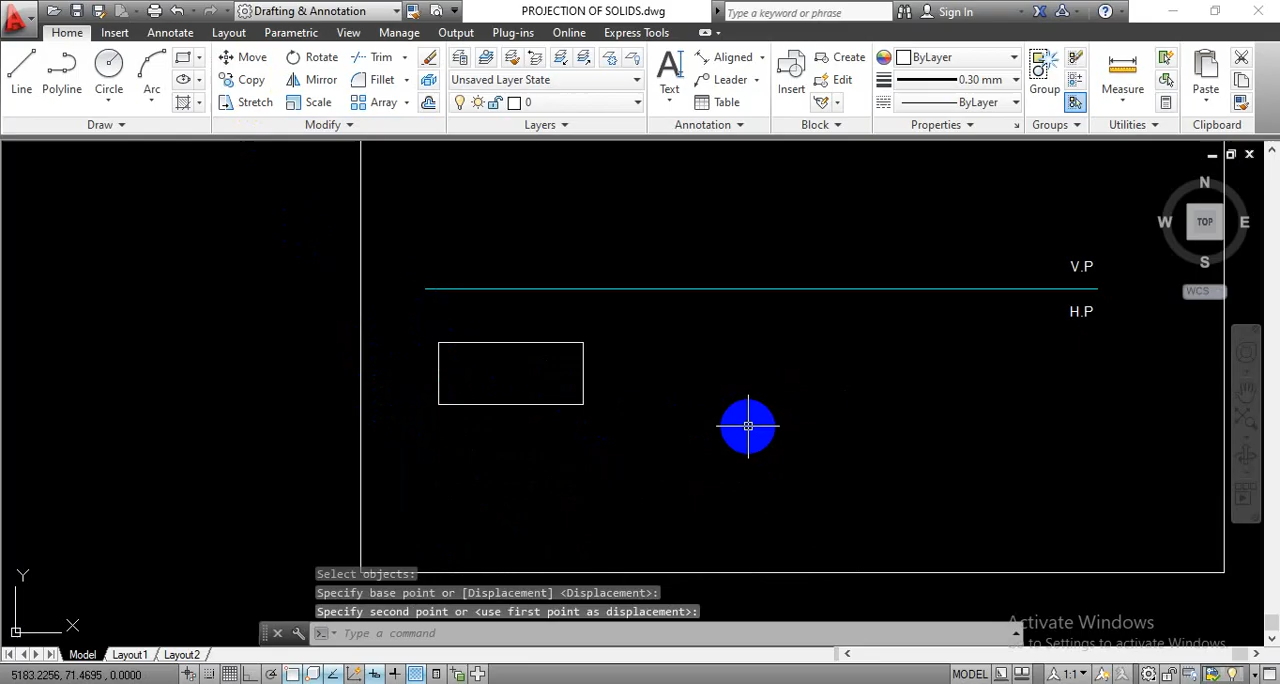 Drafting & Annotation
PROJECTION OF SOLIDS.dwg
Type a keyword or phrase
Sign In
Home Insert Annotate Layout Parametric View Manage Output Plug-ins Online Express Tools
Line Polyline Circle Arc
Move Rotate Trim
Copy Mirror Fillet
Stretch Scale Array
Unsaved Layer State
0
Text
Aligned
Leader
Table
Insert
Create
Edit
ByLayer
0.30 mm
ByLayer
Group
Measure
Paste
Draw Modify Layers Annotation Block Properties Groups Utilities Clipboard
N
W TOP E
S
WCS
V.P
H.P
Select objects:
Specify base point or [Displacement] <Displacement>:
Specify second point or <use first point as displacement>:
Type a command
Y
X
Activate Windows
to Settings to activate Windows.
Model Layout1 Layout2
5183.2256, 71.4695, 0.0000
MODEL
1:1